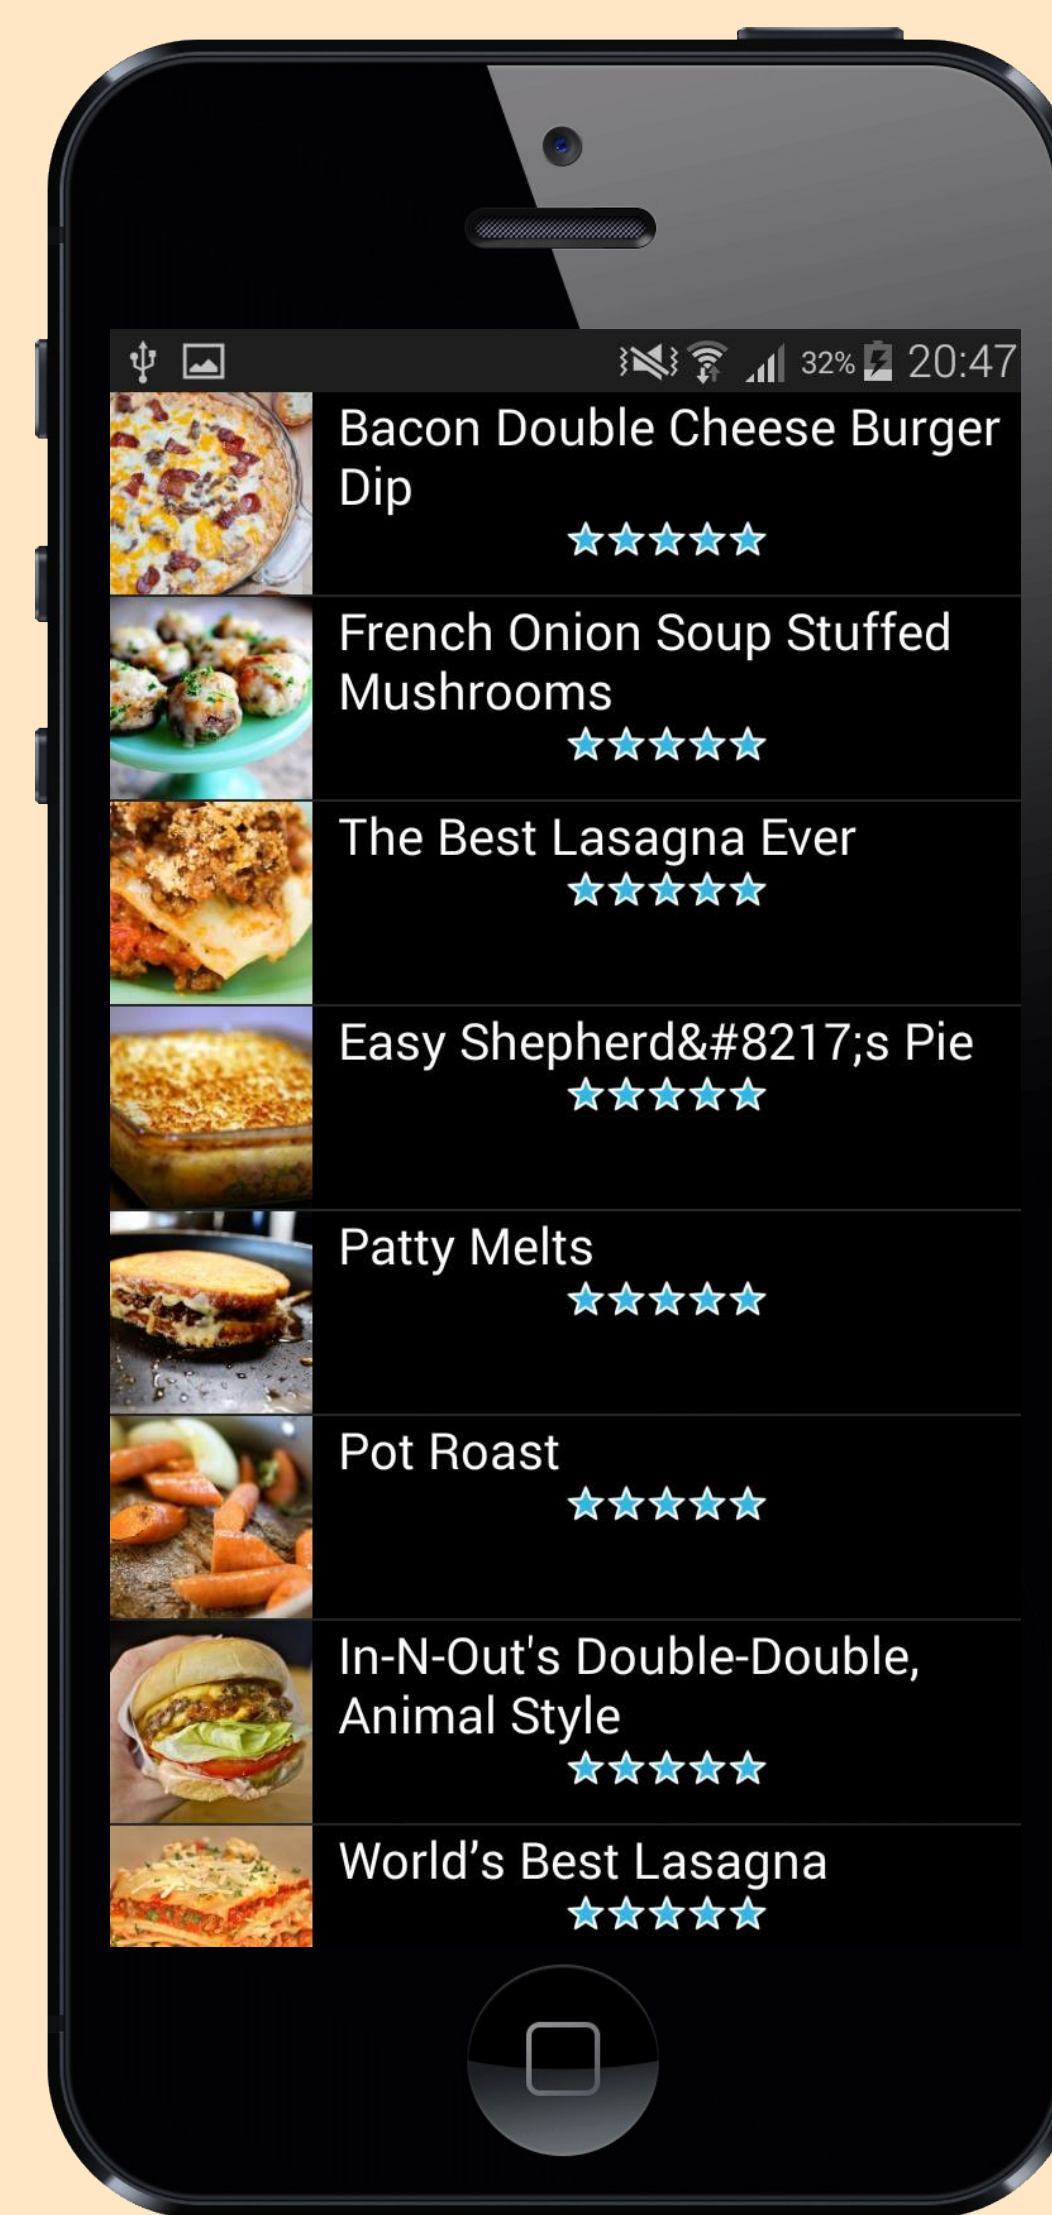 32% 20:47
Bacon Double Cheese Burger
Dip
French Onion Soup Stuffed
Mushrooms
The Best Lasagna Ever
Easy Shepherd&#8217;s Pie
Patty Melts
Pot Roast
In-N-Out's Double-Double,
Animal Style
World’s Best Lasagna